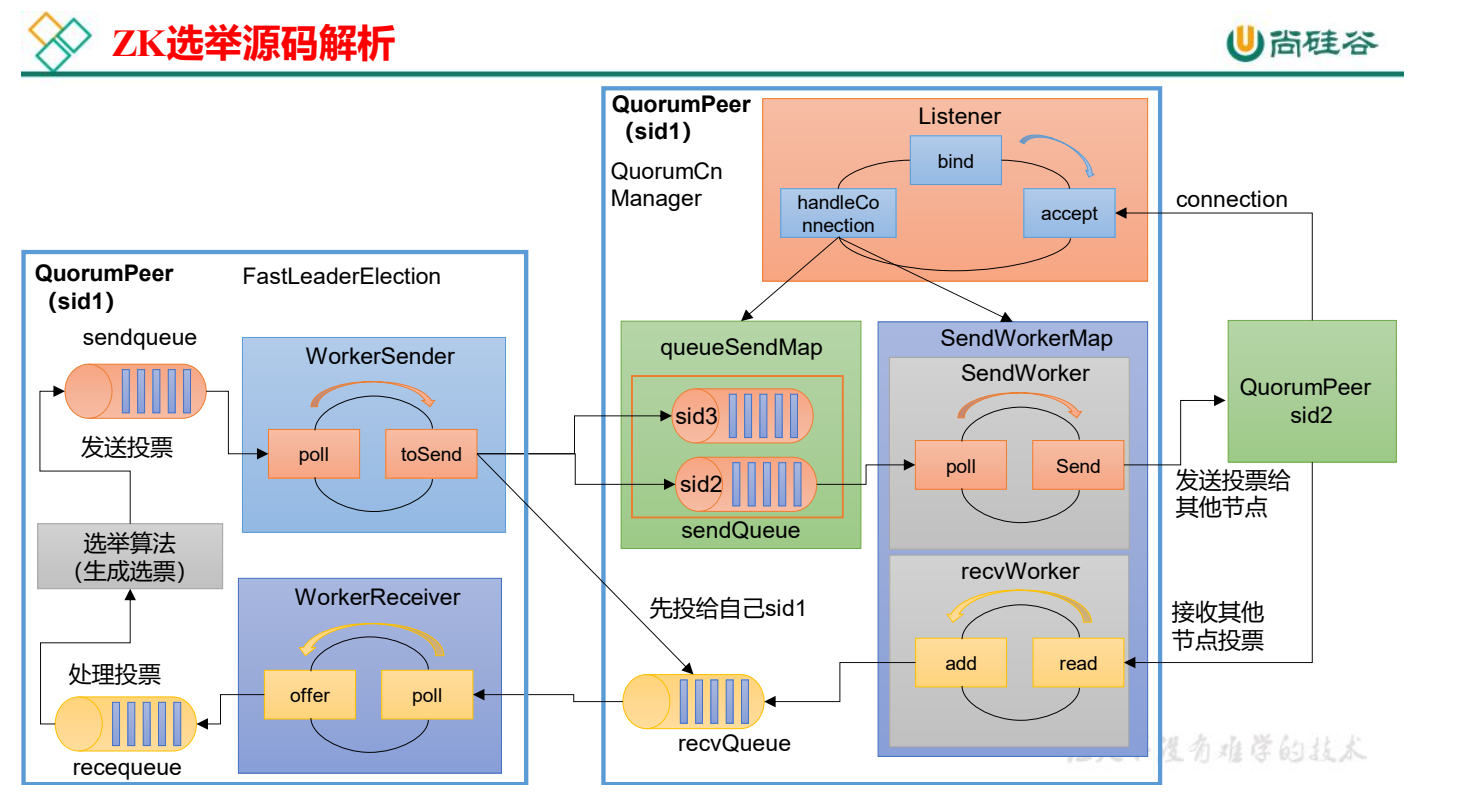 ZK选举源码解析
尚硅谷
QuorumPeer
（sid1）
QuorumCn
Manager
Listener
bind
handleCo
nnection
accept
connection
QuorumPeer
（sid1）
FastLeaderElection
sendqueue
发送投票
WorkerSender
poll
toSend
选举算法
(生成选票)
WorkerReceiver
offer
poll
处理投票
recequeue
queueSendMap
sid3
sid2
sendQueue
SendWorkerMap
SendWorker
poll
Send
recvWorker
add
read
先投给自己sid1
recvQueue
QuorumPeer
sid2
发送投票给
其他节点
接收其他
节点投票
没有难学的技术